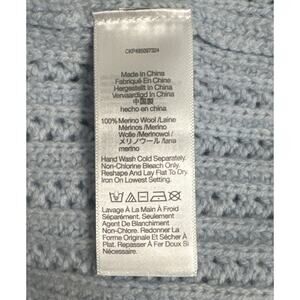 CKP495097324
Made In China
Fabriqué En Chine
Hergestellt In China
Vervaardigd In China
中国製
hecho en china
100% Merino Wool /Laine
Mérinos /Merino
Wolle /Merinowol /
メリノウール /lana
merino
Hand Wash Cold Separately.
Non-Chlorine Bleach Only.
Reshape And Lay Flat To Dry.
Iron On Lowest Setting.
Lavage À La Main À Froid
Séparément. Seulement
Agent De Blanchiment
Non-Chlore. Redonner La
Forme Originale Et Sécher À
Plat. Repasser À Fer Doux Si
Nécessaire.